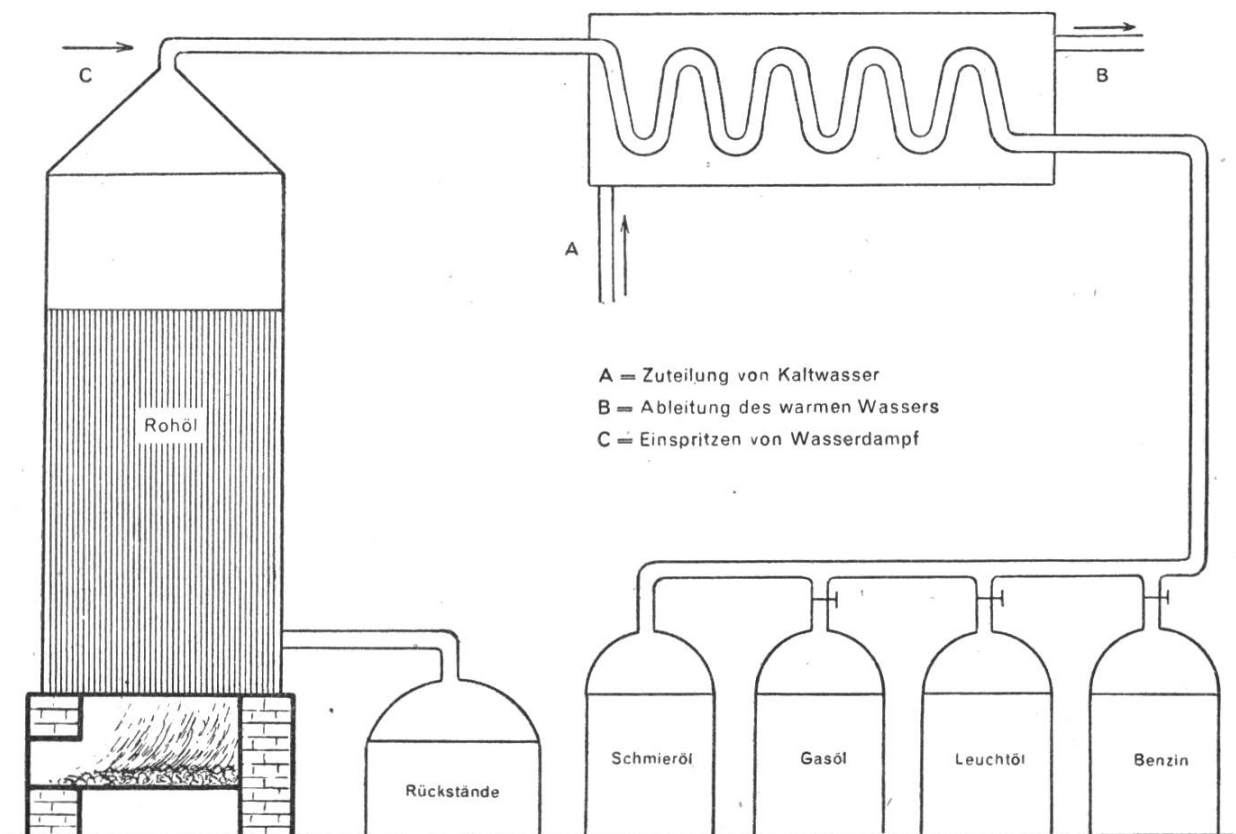 C
B
A
A = Zuteilung von Kaltwasser
B = Ableitung des warmen Wassers
C = Einspritzen von Wasserdampf
Rohöl
Schmieröl
Gasöl
Leuchtöl
Benzin
Rückstände